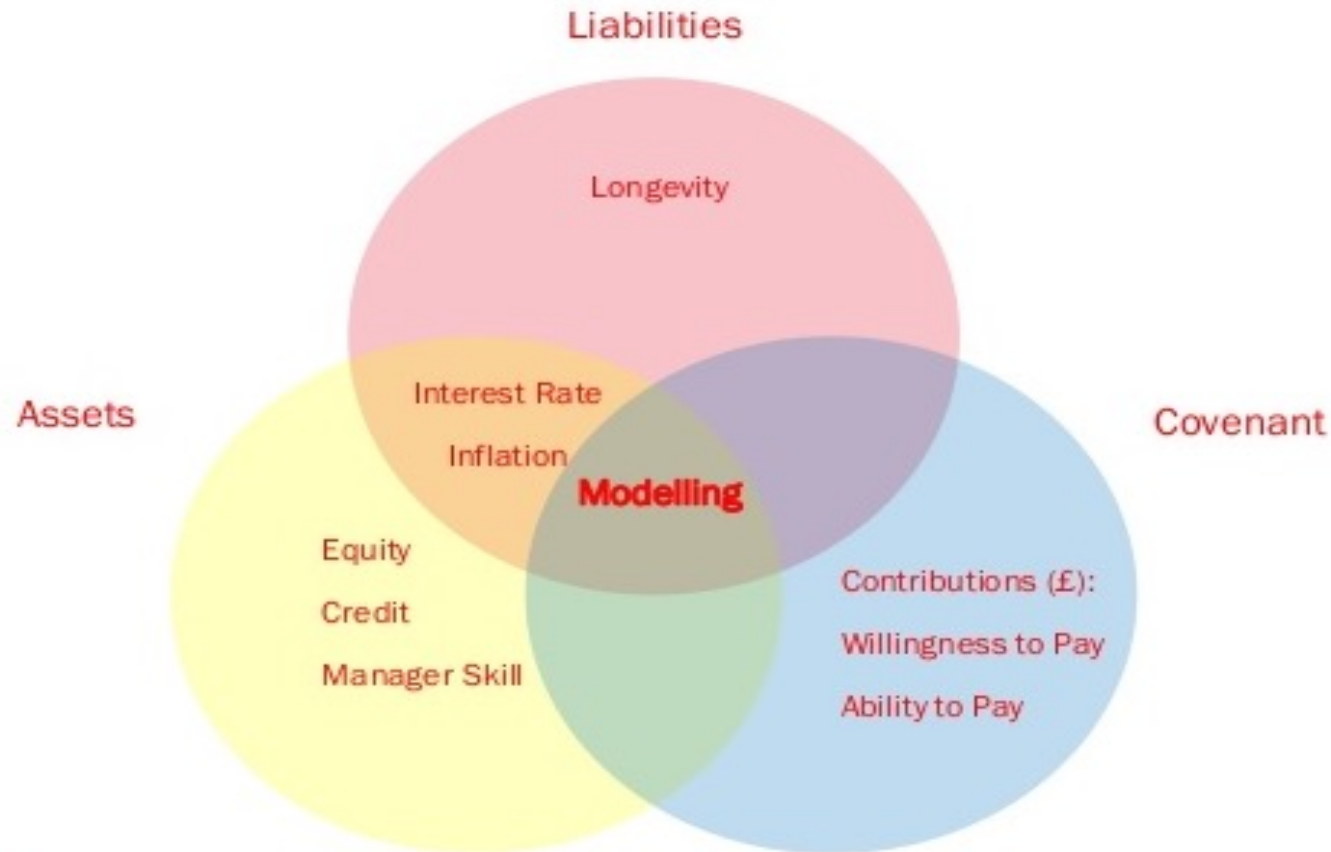 Liabilities
Longevity
Interest Rate
Assets
Covenant
Inflation
Modelling
Equity
Credit
Manager Skill
Contributions (£):
Willingness to Pay
Ability to Pay